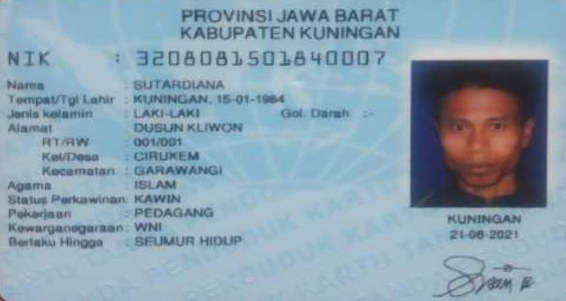 PROVINSI JAWA BARAT
KABUPATEN KUNINGAN
NIK : 3208081501840007
Nama : SUTARDIANA
Tempat/Tgl Lahir : KUNINGAN, 15-01-1984
Jenis kelamin : LAKI-LAKI Gol. Darah :-
Alamat : DUSUN KLIWON
RT/RW : 001/001
Kel/Desa : CIRUKEM
Kecamatan : GARAWANGI
Agama : ISLAM
Status Perkawinan: KAWIN
Pekerjaan : PEDAGANG
Kewarganegaraan: WNI
Berlaku Hingga : SEUMUR HIDUP
KUNINGAN
21-06-2021